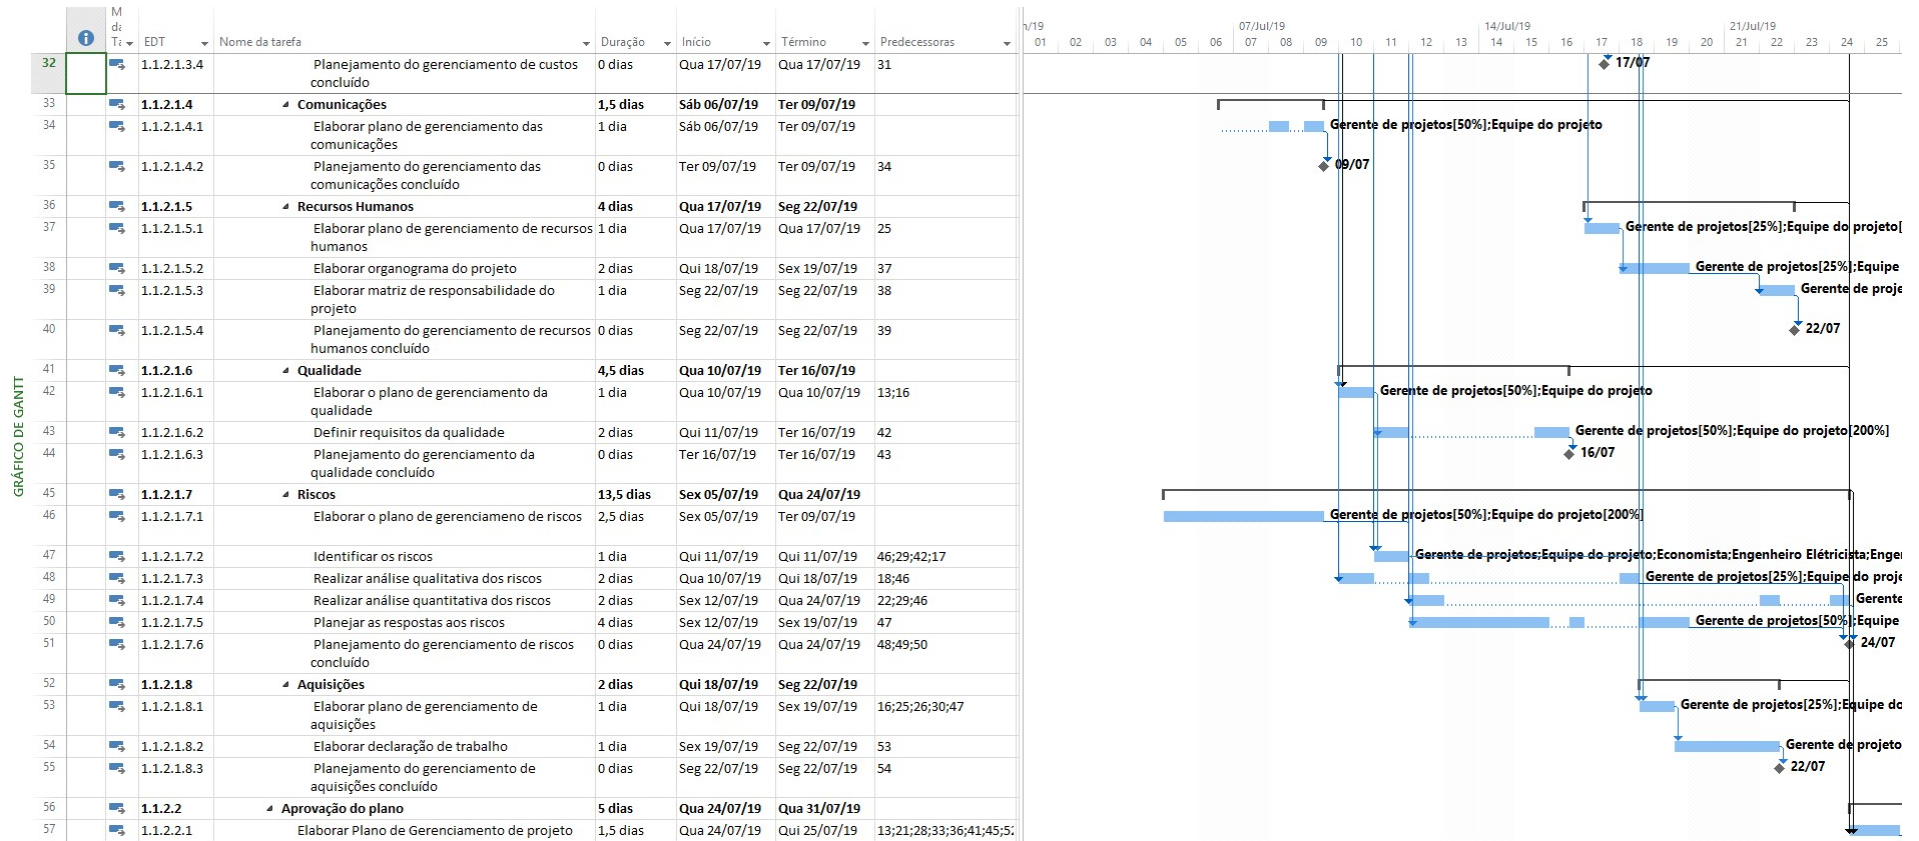 M
da
Ta EDT Nome da tarefa Duração Início Término Predecessoras
n/19 07/Jul/19 14/Jul/19 21/Jul/19
01 02 03 04 05 06 06 07 08 09 10 11 12 13 14 15 16 17 18 19 20 21 22 23 24 25
GRÁFICO DE GANTT
32 1.1.2.1.3.4 Planejamento do gerenciamento de custos 0 dias Qua 17/07/19 Qua 17/07/19 31 17/07
concluído
33 1.1.2.1.4 Comunicações 1,5 dias Sáb 06/07/19 Ter 09/07/19
34 1.1.2.1.4.1 Elaborar plano de gerenciamento das 1 dia Sáb 06/07/19 Ter 09/07/19 Gerente de projetos[50%];Equipe do projeto
comunicações
35 1.1.2.1.4.2 Planejamento do gerenciamento das 0 dias Ter 09/07/19 Ter 09/07/19 34 09/07
comunicações concluído
36 1.1.2.1.5 Recursos Humanos 4 dias Qua 17/07/19 Seg 22/07/19
37 1.1.2.1.5.1 Elaborar plano de gerenciamento de recursos 1 dia Qua 17/07/19 Qua 17/07/19 25 Gerente de projetos[25%];Equipe do projeto[
humanos
38 1.1.2.1.5.2 Elaborar organograma do projeto 2 dias Qui 18/07/19 Sex 19/07/19 37 Gerente de projetos[25%];Equipe
39 1.1.2.1.5.3 Elaborar matriz de responsabilidade do 1 dia Seg 22/07/19 Seg 22/07/19 38 Gerente de proje
projeto
40 1.1.2.1.5.4 Planejamento do gerenciamento de recursos 0 dias Seg 22/07/19 Seg 22/07/19 39 22/07
humanos concluído
41 1.1.2.1.6 Qualidade 4,5 dias Qua 10/07/19 Ter 16/07/19
42 1.1.2.1.6.1 Elaborar o plano de gerenciamento da 1 dia Qua 10/07/19 Qua 10/07/19 13;16 Gerente de projetos[50%];Equipe do projeto
qualidade
43 1.1.2.1.6.2 Definir requisitos da qualidade 2 dias Qui 11/07/19 Ter 16/07/19 42 Gerente de projetos[50%];Equipe do projeto[200%]
44 1.1.2.1.6.3 Planejamento do gerenciamento da 0 dias Ter 16/07/19 Ter 16/07/19 43 16/07
qualidade concluído
45 1.1.2.1.7 Riscos 13,5 dias Sex 05/07/19 Qua 24/07/19
46 1.1.2.1.7.1 Elaborar o plano de gerenciameno de riscos 2,5 dias Sex 05/07/19 Ter 09/07/19 Gerente de projetos[50%];Equipe do projeto[200%]
47 1.1.2.1.7.2 Identificar os riscos 1 dia Qui 11/07/19 Qui 11/07/19 46;29;42;17 Gerente de projetos;Equipe do projeto;Economista;Engenheiro Elétricista;Enge
48 1.1.2.1.7.3 Realizar análise qualitativa dos riscos 2 dias Qua 10/07/19 Qui 18/07/19 18;46 Gerente de projetos[25%];Equipe do proje
49 1.1.2.1.7.4 Realizar análise quantitativa dos riscos 2 dias Sex 12/07/19 Qua 24/07/19 22;29;46 Gerente
50 1.1.2.1.7.5 Planejar as respostas aos riscos 4 dias Sex 12/07/19 Sex 19/07/19 47 Gerente de projetos[50%];Equipe
51 1.1.2.1.7.6 Planejamento do gerenciamento de riscos 0 dias Qua 24/07/19 Qua 24/07/19 48;49;50 24/07
concluído
52 1.1.2.1.8 Aquisições 2 dias Qui 18/07/19 Seg 22/07/19
53 1.1.2.1.8.1 Elaborar plano de gerenciamento de 1 dia Qui 18/07/19 Sex 19/07/19 16;25;26;30;47 Gerente de projetos[25%];Equipe do
aquisições
54 1.1.2.1.8.2 Elaborar declaração de trabalho 1 dia Sex 19/07/19 Seg 22/07/19 53 Gerente de projeto
55 1.1.2.1.8.3 Planejamento do gerenciamento de 0 dias Seg 22/07/19 Seg 22/07/19 54 22/07
aquisições concluído
56 1.1.2.2 Aprovação do plano 5 dias Qua 24/07/19 Qua 31/07/19
57 1.1.2.2.1 Elaborar Plano de Gerenciamento de projeto 1,5 dias Qua 24/07/19 Qui 25/07/19 13;21;28;33;36;41;45;52